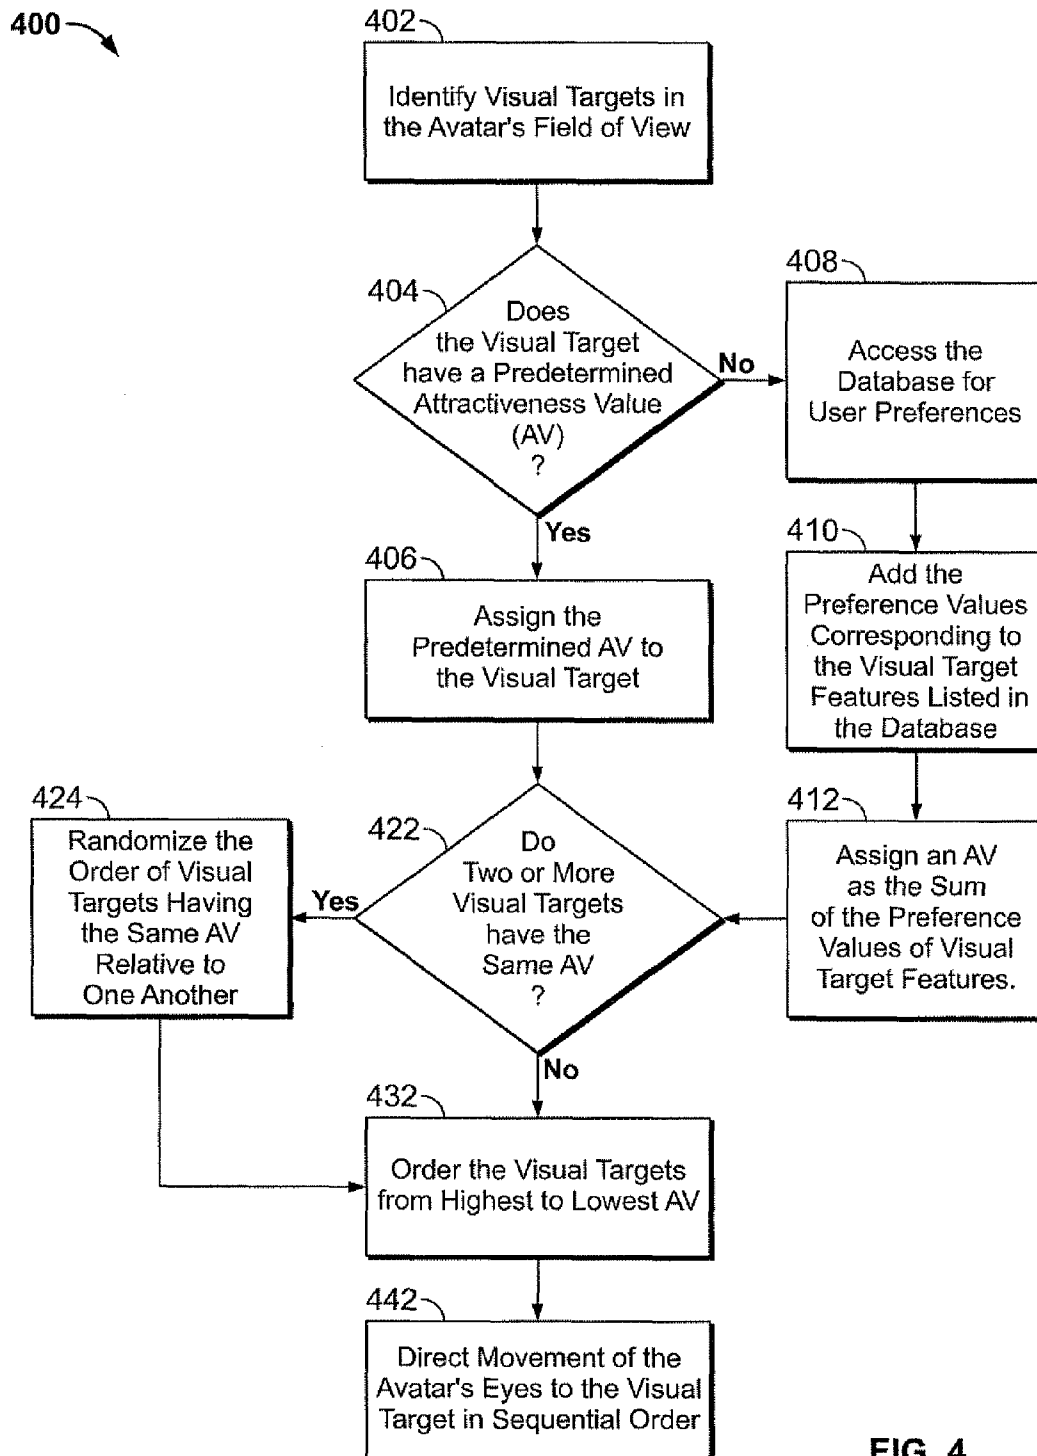 400
402
Identify Visual Targets in
the Avatar's Field of View
404
Does
the Visual Target
have a Predetermined
Attractiveness Value
(AV)
?
No
Yes
408
Access the
Database for
User Preferences
406
Assign the
Predetermined AV to
the Visual Target
410
Add the
Preference Values
Corresponding to
the Visual Target
Features Listed in
the Database
412
Assign an AV
as the Sum
of the Preference
Values of Visual
Target Features.
422
Do
Two or More
Visual Targets
have the
Same AV
?
Yes
No
424
Randomize the
Order of Visual
Targets Having
the Same AV
Relative to
One Another
432
Order the Visual Targets
from Highest to Lowest AV
442
Direct Movement of the
Avatar's Eyes to the Visual
Target in Sequential Order
FIG. 4